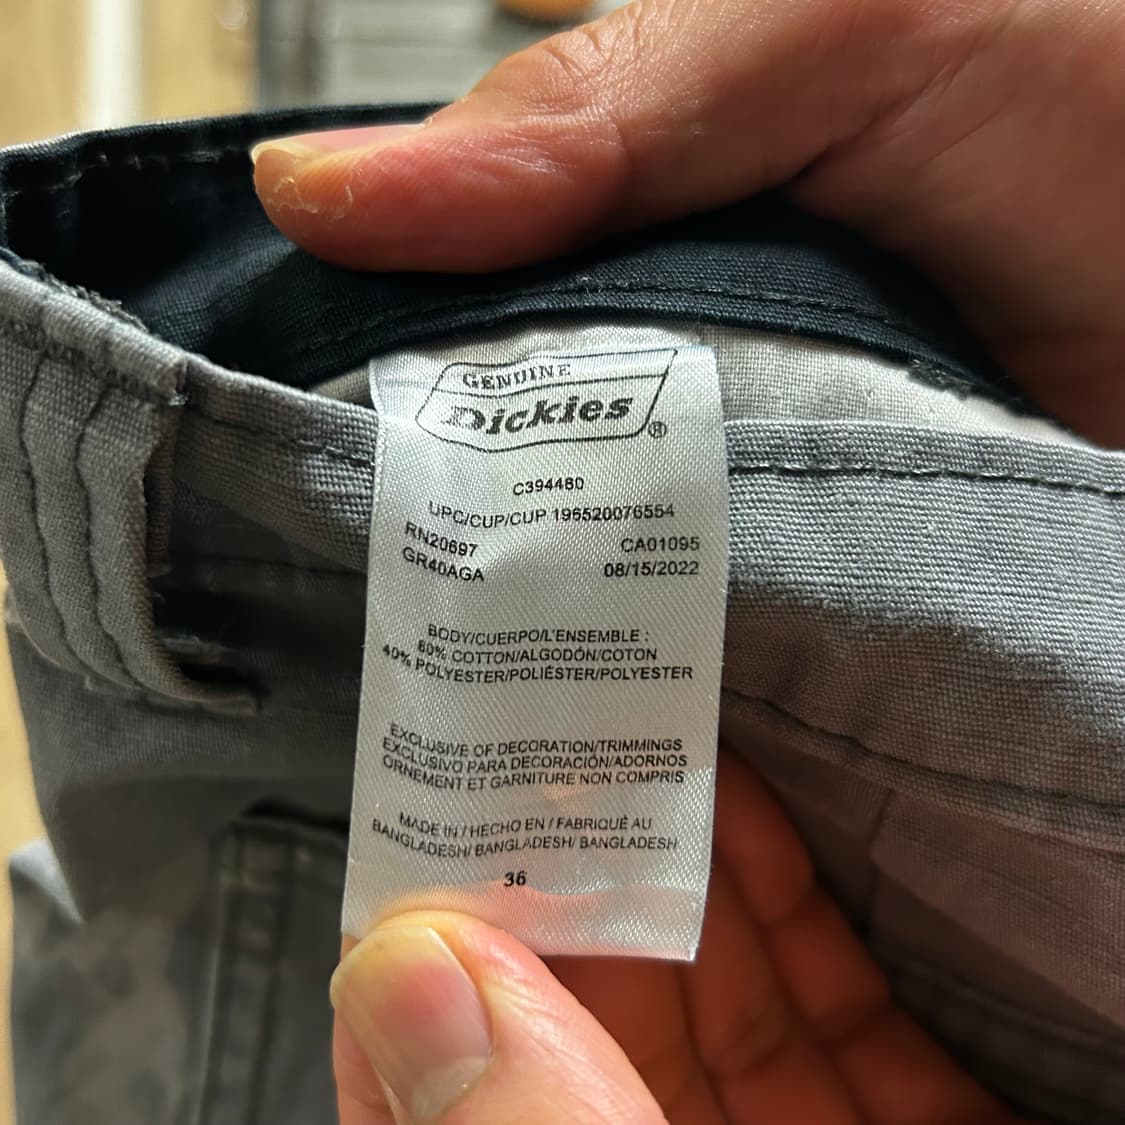 GENUINE
Dickies®
C394480
UPC/CUP/CUP 196520076554
RN20697 CA01095
GR40AGA 08/15/2022
BODY/CUERPO/L'ENSEMBLE :
60% COTTON/ALGODÓN/COTON
40% POLYESTER/POLIÉSTER/POLYESTER
EXCLUSIVE OF DECORATION/TRIMMINGS
EXCLUSIVO PARA DECORACIÓN/ADORNOS
ORNEMENT ET GARNITURE NON COMPRIS
MADE IN / HECHO EN / FABRIQUÉ AU
BANGLADESH/ BANGLADESH/ BANGLADESH
36